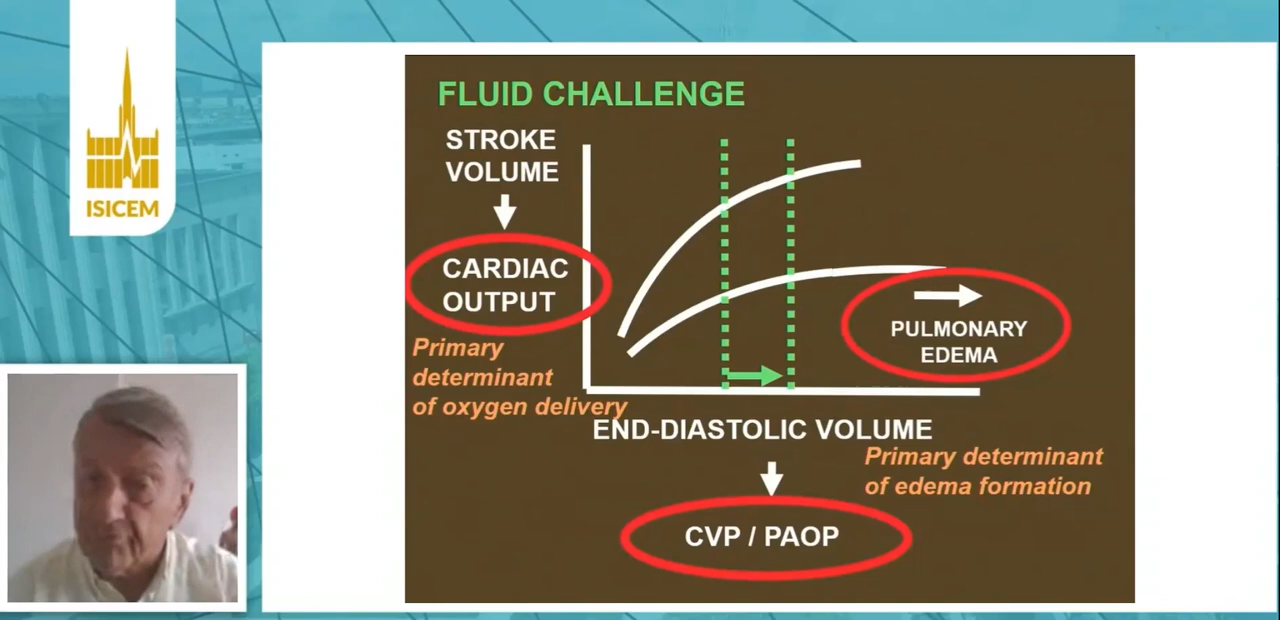 ISICEM
FLUID CHALLENGE
STROKE
VOLUME
CARDIAC
OUTPUT
Primary
determinant
of oxygen delivery
PULMONARY
EDEMA
END-DIASTOLIC VOLUME
Primary determinant
of edema formation
CVP / PAOP